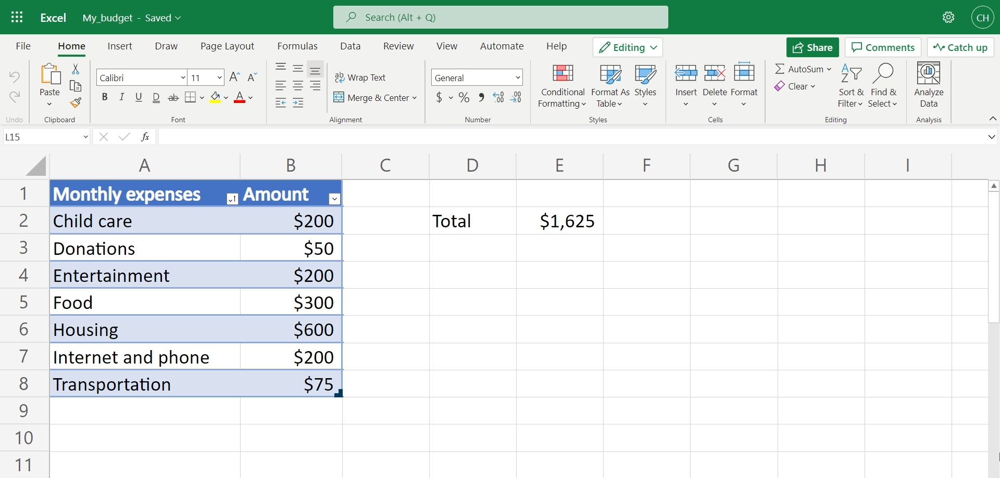 Excel My_budget - Saved Search (Alt + Q) CH
File Home Insert Draw Page Layout Formulas Data Review View Automate Help Editing Share Comments Catch up
Calibri 11 A A ab Wrap Text General AutoSum
Paste B I U D ab A Merge & Center $ % 9 .00 .00 Conditional Formatting Format As Table Styles Insert Delete Format Clear Sort & Filter Find & Select Analyze Data
Undo Clipboard Font Alignment Number Styles Cells Editing Analysis
L15 fx
A B C D E F G H I
1 Monthly expenses Amount
2 Child care $200 Total $1,625
3 Donations $50
4 Entertainment $200
5 Food $300
6 Housing $600
7 Internet and phone $200
8 Transportation $75
9
10
11